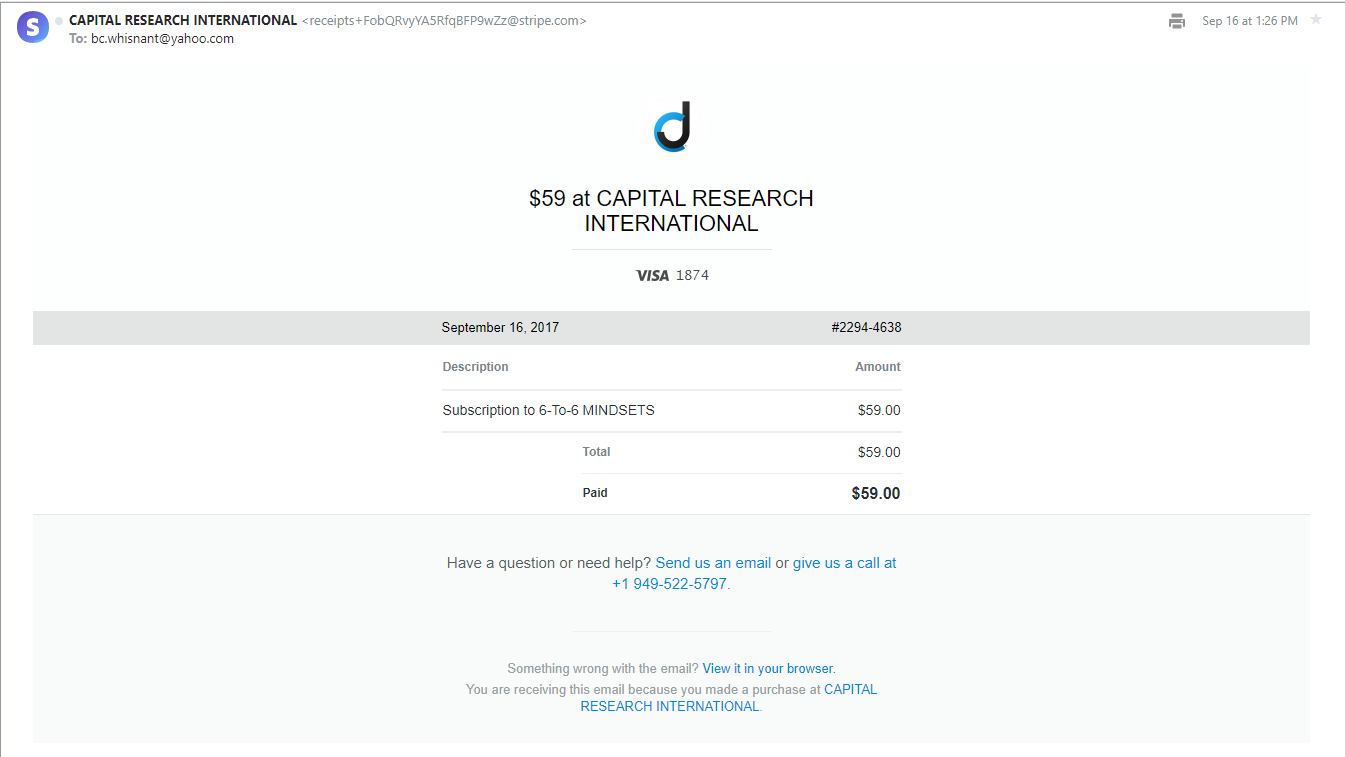 S
CAPITAL RESEARCH INTERNATIONAL <receipts+FobQRvyYA5RfqBFP9wZz@stripe.com> Sep 16 at 1:26 PM
To: bc.whisnant@yahoo.com
$59 at CAPITAL RESEARCH
INTERNATIONAL
VISA 1874
September 16, 2017 #2294-4638
Description Amount
Subscription to 6-To-6 MINDSETS $59.00
Total $59.00
Paid $59.00
Have a question or need help? Send us an email or give us a call at
+1 949-522-5797.
Something wrong with the email? View it in your browser.
You are receiving this email because you made a purchase at CAPITAL
RESEARCH INTERNATIONAL.